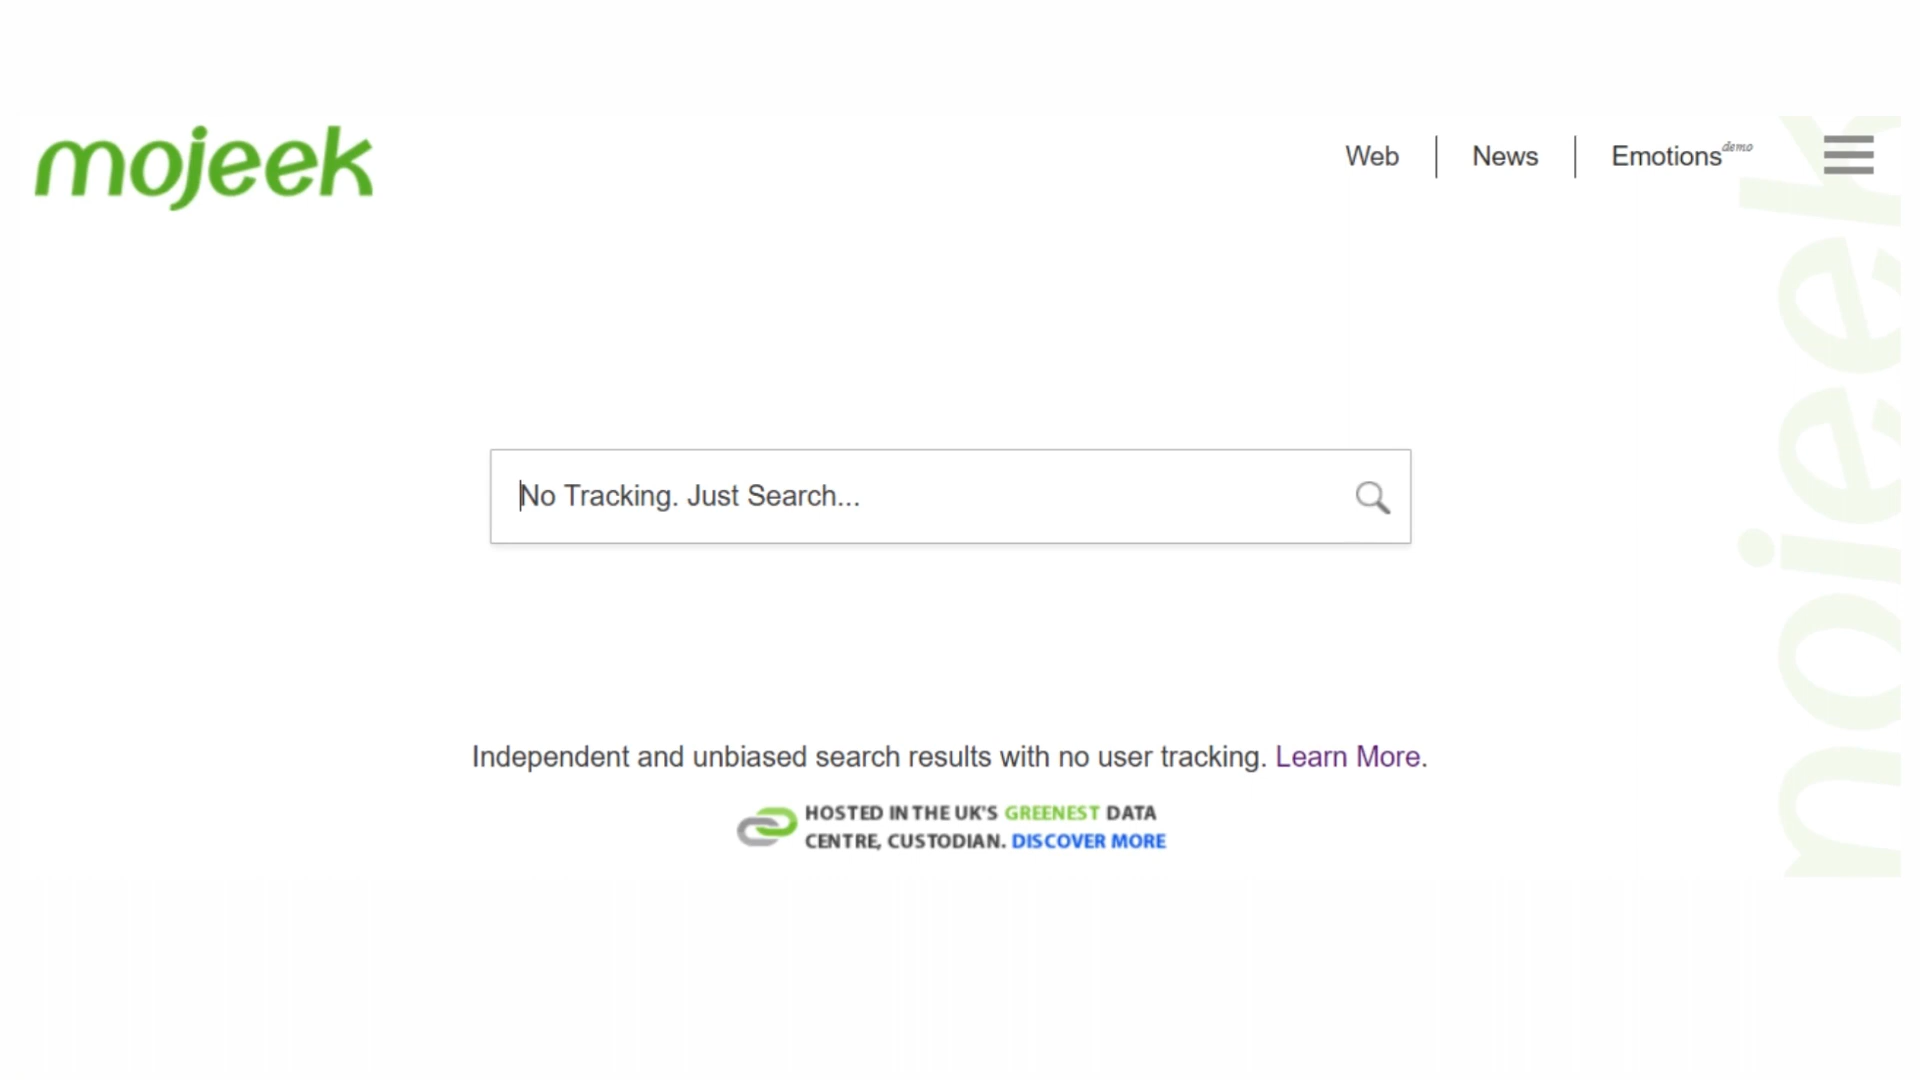 mojeek
Web | News | Emotions demo
No Tracking. Just Search...
Independent and unbiased search results with no user tracking. Learn More.
HOSTED IN THE UK'S GREENEST DATA
CENTRE, CUSTODIAN. DISCOVER MORE
mojeek